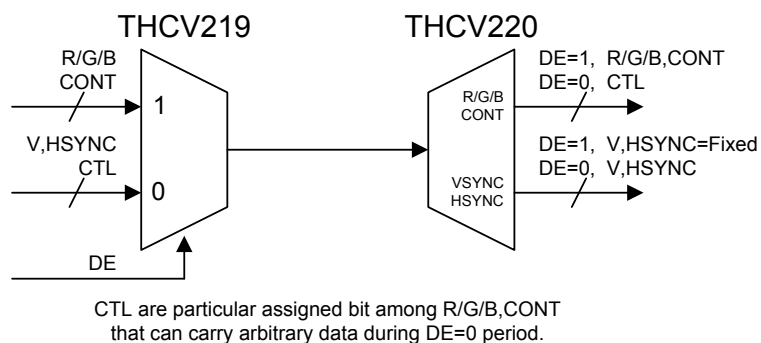 THCV219
THCV220
R/G/B
CONT
1
V,HSYNC
CTL
0
DE
R/G/B
CONT
VSYNC
HSYNC
DE=1, R/G/B,CONT
DE=0, CTL
DE=1, V,HSYNC=Fixed
DE=0, V,HSYNC
CTL are particular assigned bit among R/G/B,CONT
that can carry arbitrary data during DE=0 period.